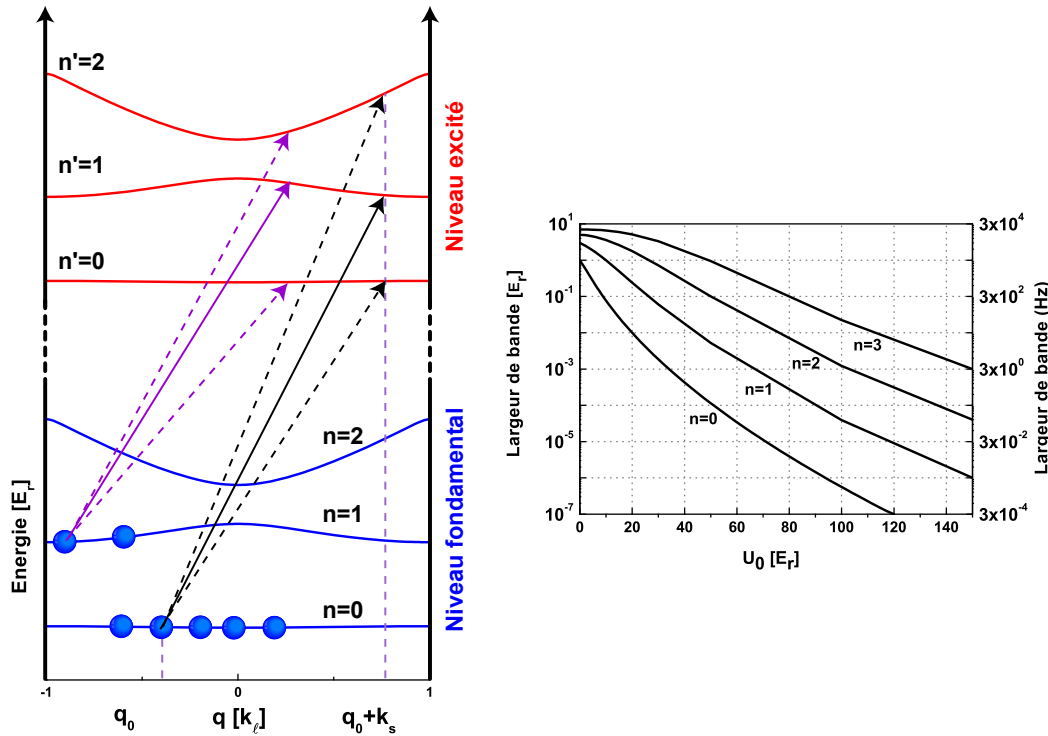 n'=2
n'=1
n'=0
Niveau excité
n=2
n=1
n=0
Niveau fondamental
Energie [E_r]
-1
0
1
q_0
q [k_ℓ]
q_0+k_s
10^1
10^-1
10^-3
10^-5
10^-7
Largeur de bande [E_r]
3x10^4
3x10^2
3x10^0
3x10^-2
3x10^-4
Largeur de bande (Hz)
n=3
n=2
n=1
n=0
0
20
40
60
80
100
120
140
U_0 [E_r]